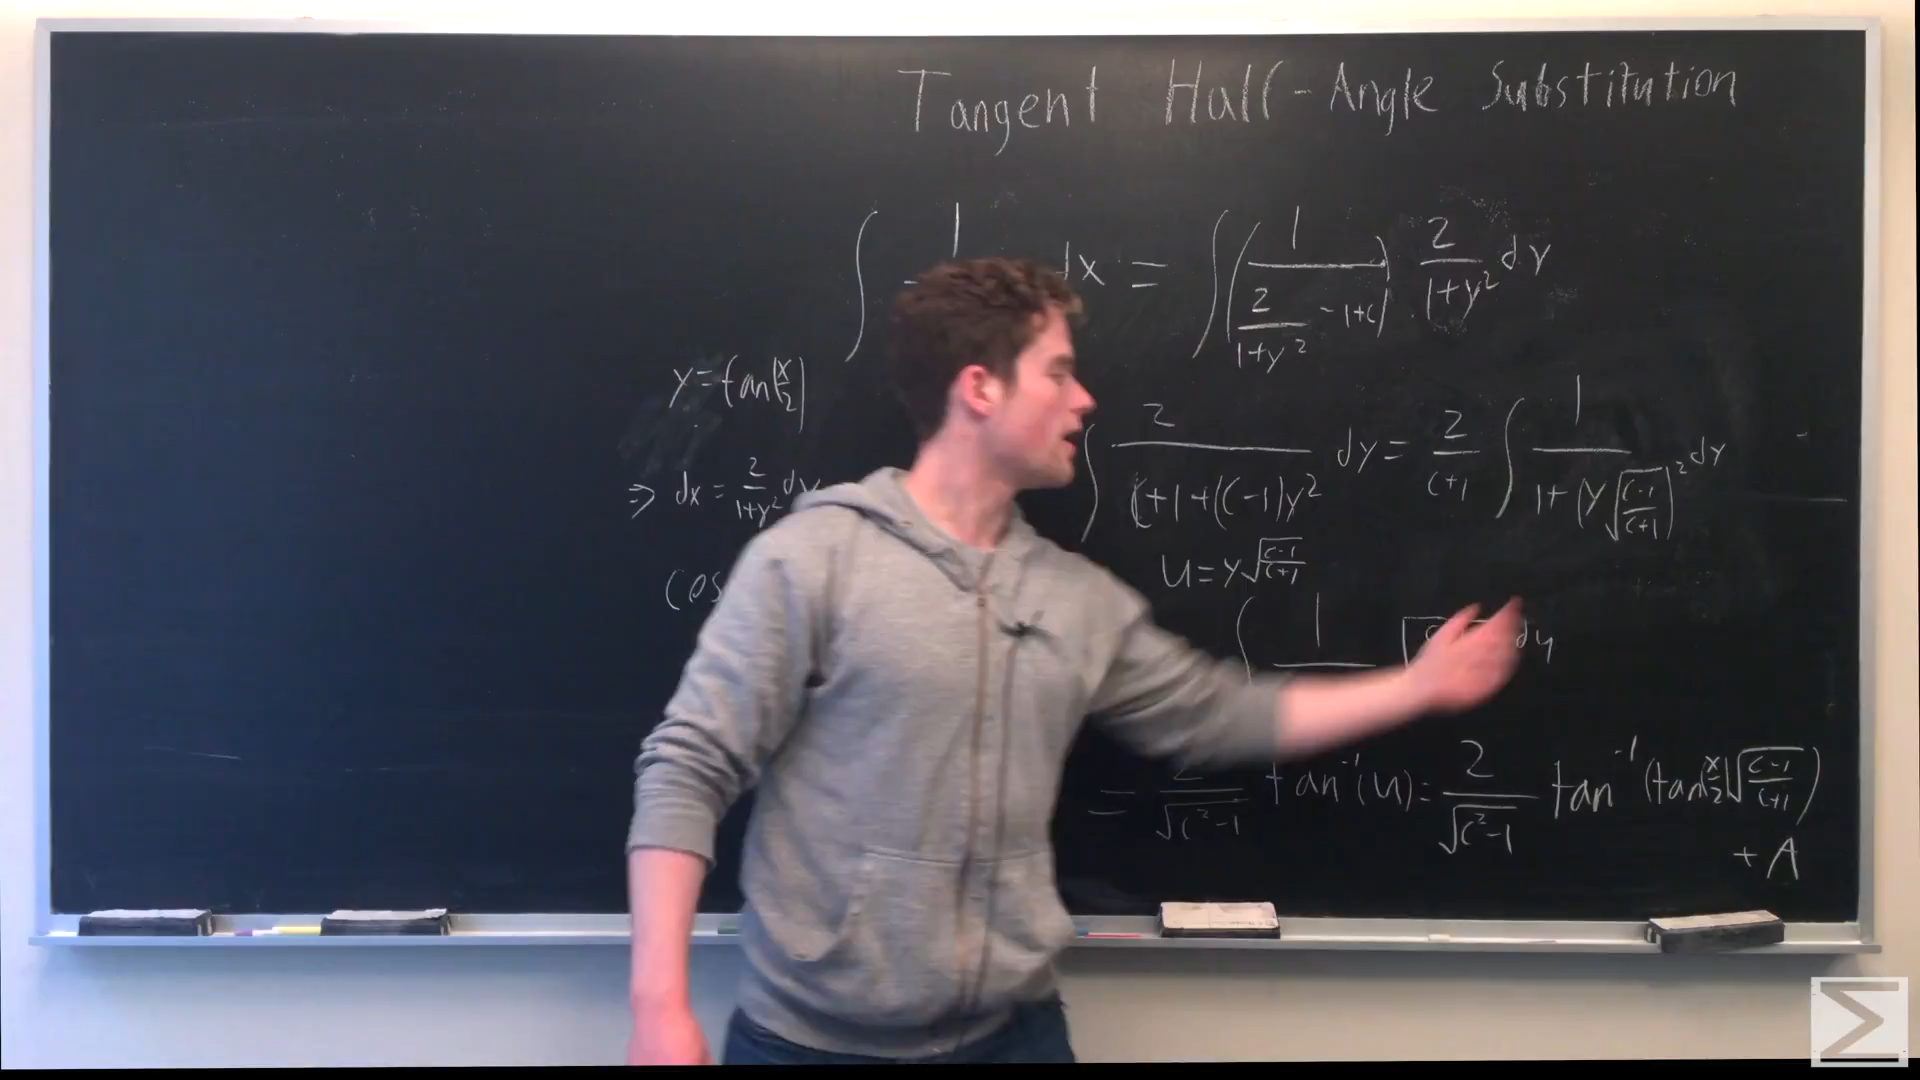 Tangent Half-Angle Substitution
∫ 1 dx = ∫ (1/(2/(1+y²) -1+c)) · 2/(1+y²) dy
y = tan(x/2)
∫ 2/(c+1+(c-1)y²) dy = 2/(c+1) ∫ 1/(1+(y√((c-1)/(c+1)))²) dy
⇒ dx = 2/(1+y²) dy
u = y√((c-1)/(c+1))
cos
∫ 1
= 2/√(c²-1) tan⁻¹(u) = 2/√(c²-1) tan⁻¹(tan(x/2)√((c-1)/(c+1)))
+ A
Σ